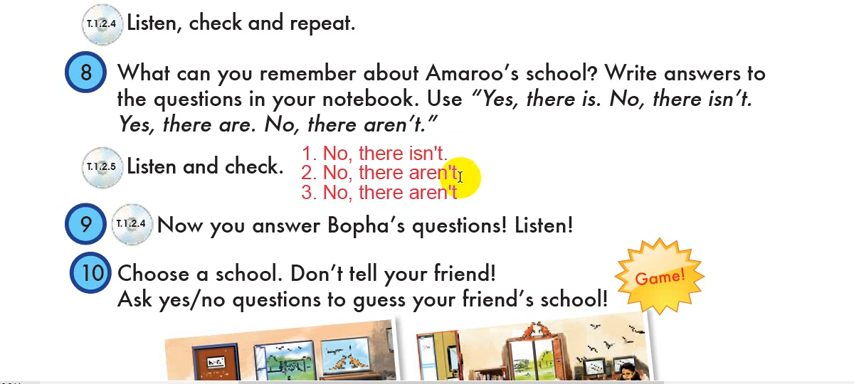 T.1.2.4 Listen, check and repeat.
8 What can you remember about Amaroo's school? Write answers to
the questions in your notebook. Use “Yes, there is. No, there isn't.
Yes, there are. No, there aren't.”
T.1.2.5 Listen and check.
1. No, there isn't.
2. No, there aren't.
3. No, there aren't
9 T.1.2.4 Now you answer Bopha's questions! Listen!
10 Choose a school. Don't tell your friend!
Ask yes/no questions to guess your friend's school!
Game!